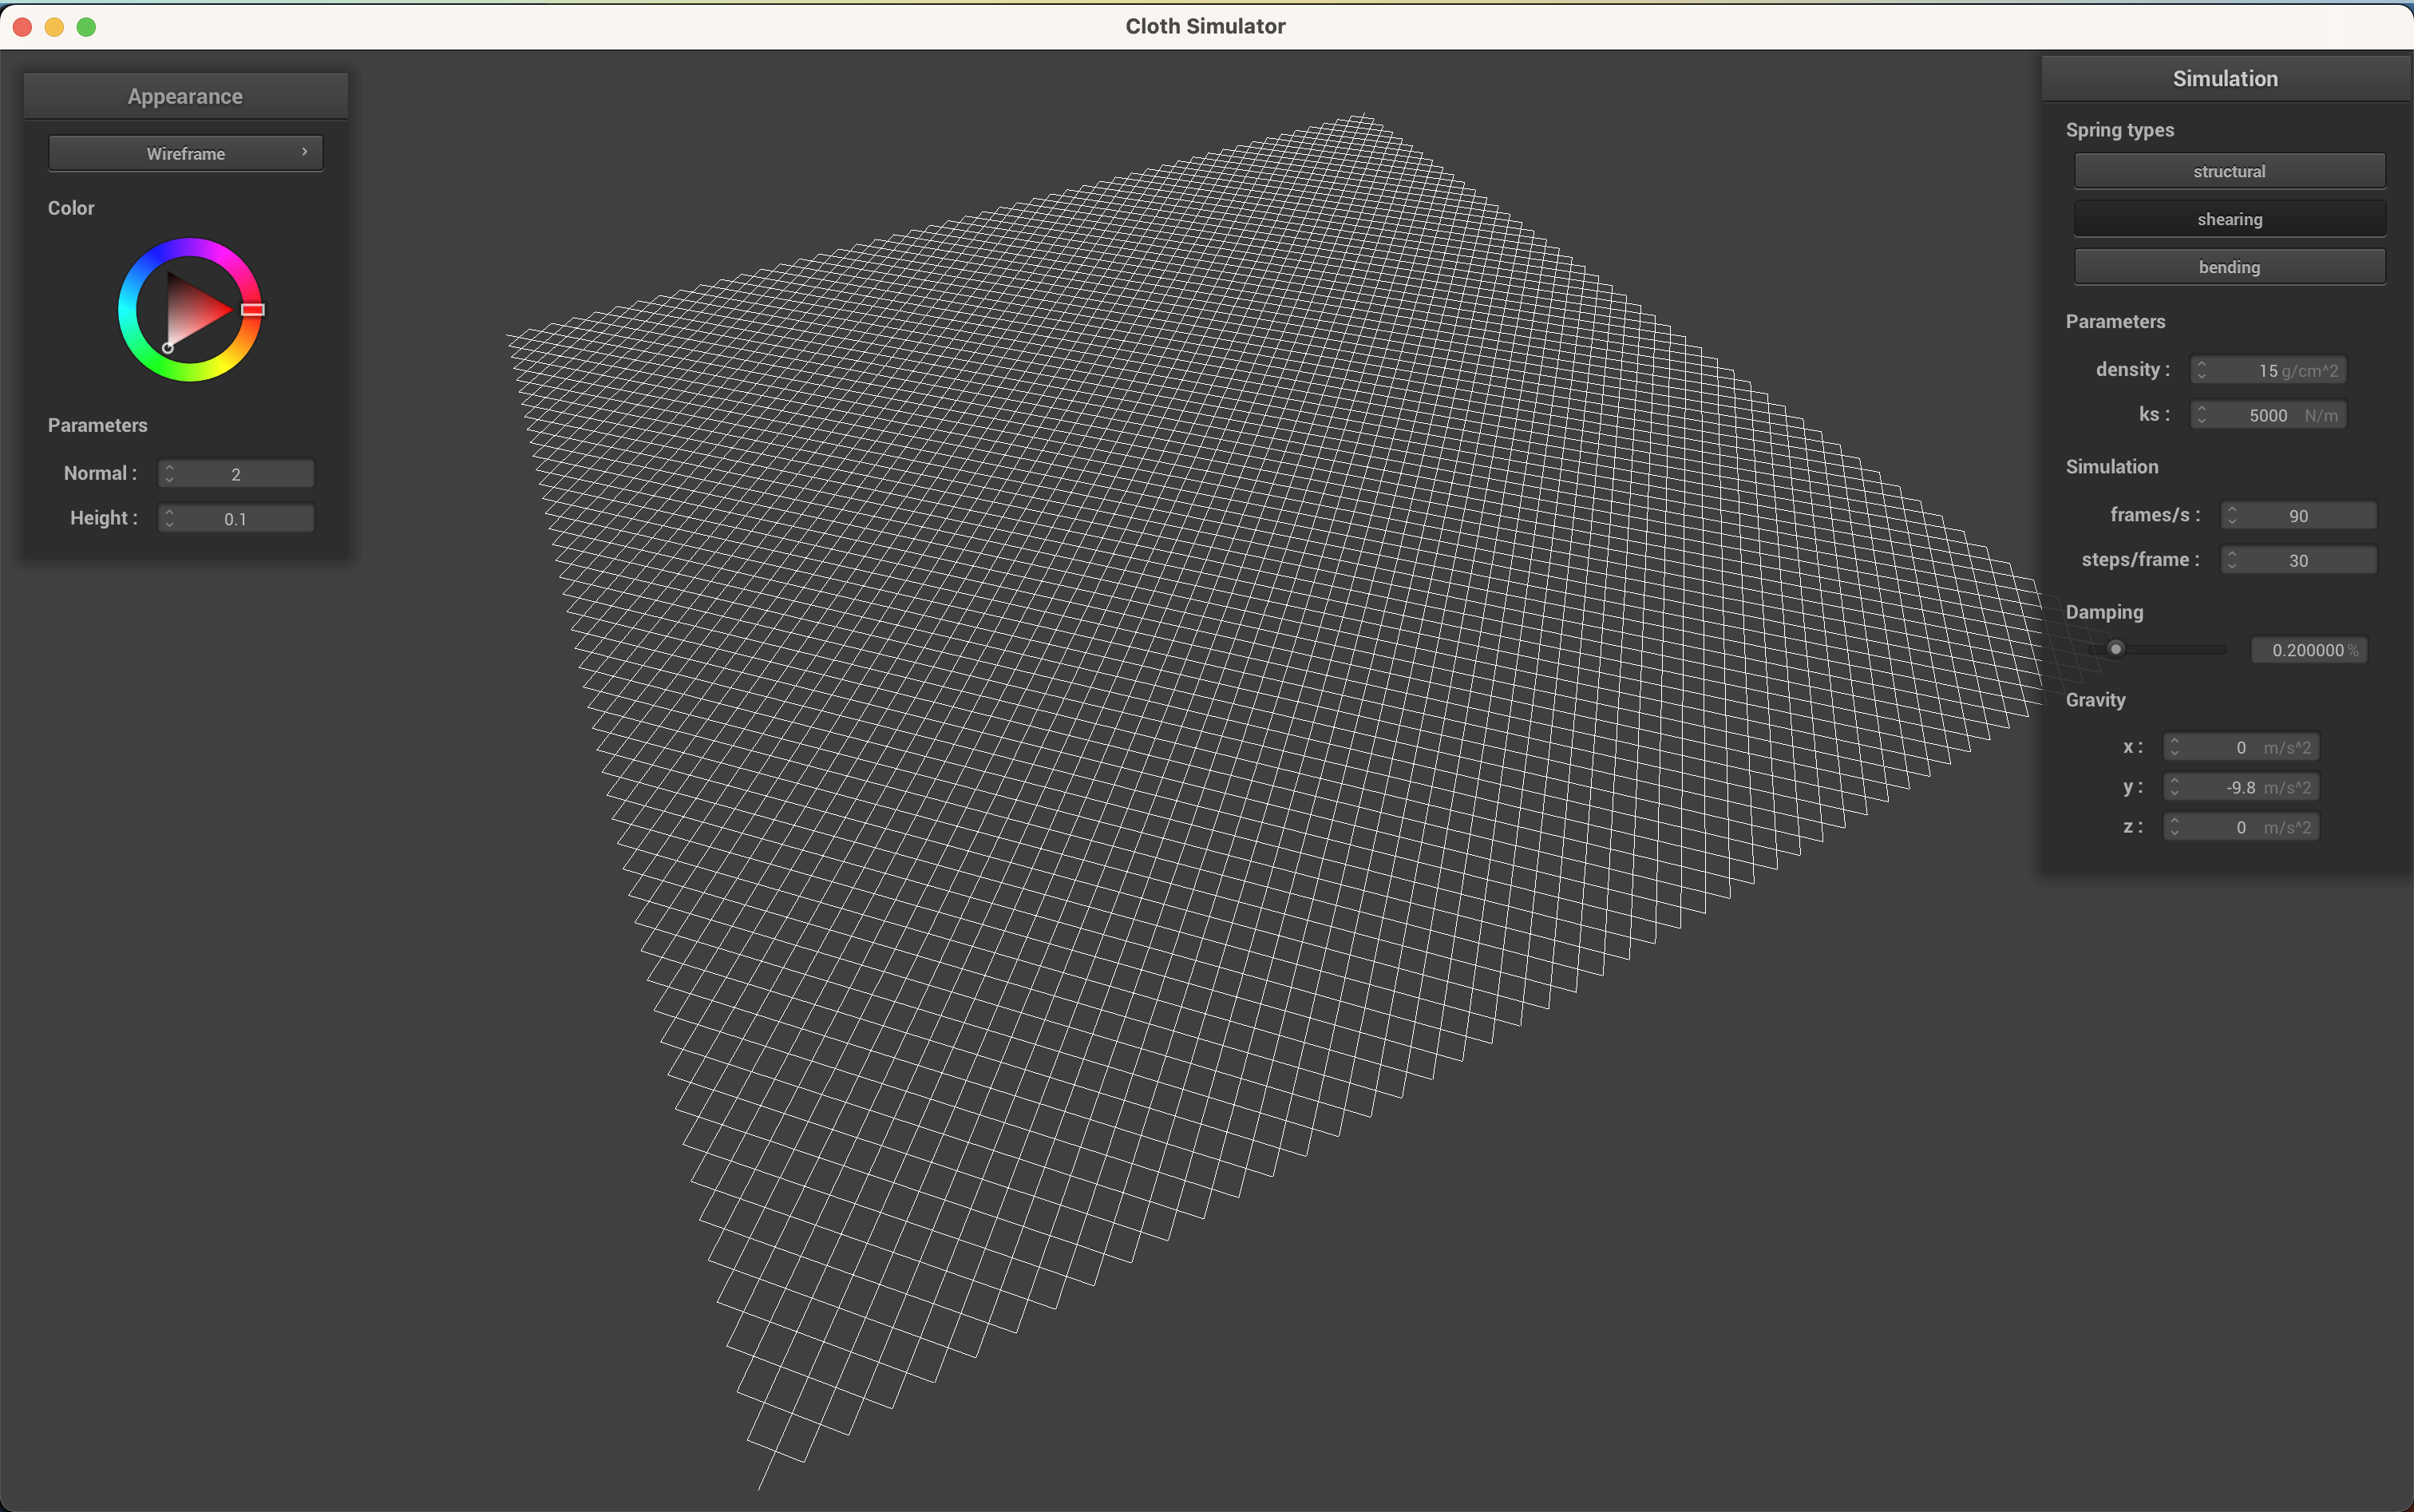 Cloth Simulator
Appearance
Wireframe
Color
Parameters
Normal : 2
Height : 0.1
Simulation
Spring types
structural
shearing
bending
Parameters
density : 15 g/cm^2
ks : 5000 N/m
Simulation
frames/s : 90
steps/frame : 30
Damping
0.200000 %
Gravity
x : 0 m/s^2
y : -9.8 m/s^2
z : 0 m/s^2